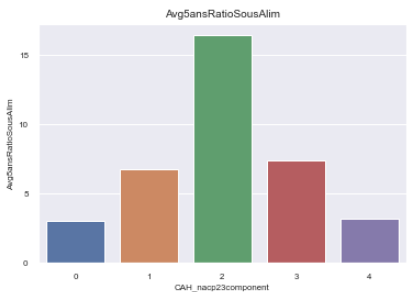 Avg5ansRatioSousAlim
Avg5ansRatioSousAlim
15
10
5
0
0 1 2 3 4
CAH_nacp23component